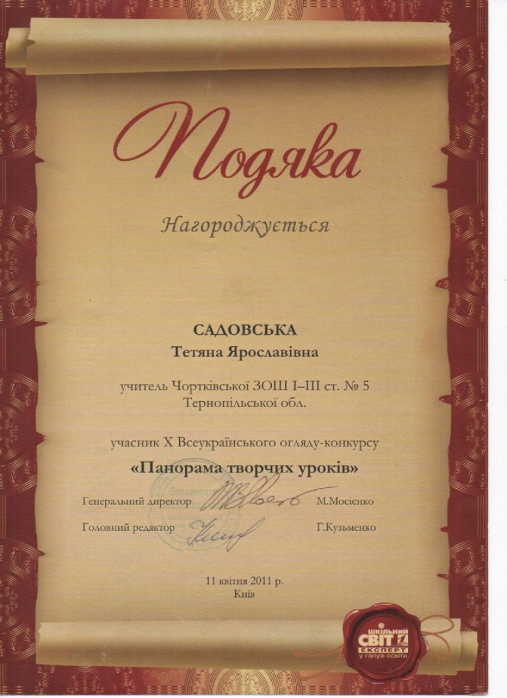 Подяка
Нагороджується
САДОВСЬКА
Тетяна Ярославівна
учитель Чортківської ЗОШ І–ІІІ ст. № 5
Тернопільської обл.
учасник Х Всеукраїнського огляду-конкурсу
«Панорама творчих уроків»
Генеральний директор М.Мосієнко
Головний редактор Г.Кузьменко
11 квітня 2011 р.
Київ
ШКІЛЬНИЙ
СВІТ
ЕКСПЕРТ
У ГАЛУЗІ ОСВІТИ